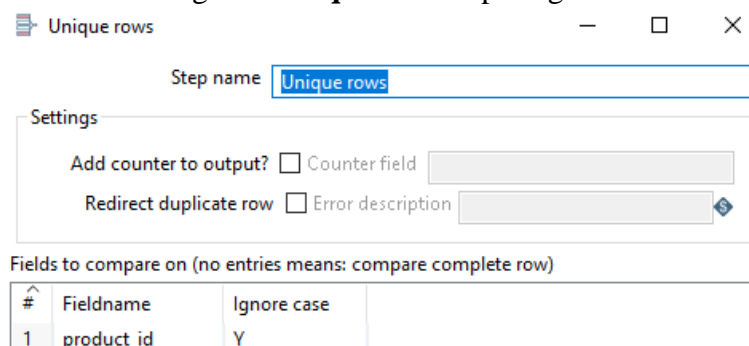 Unique rows
Step name Unique rows
Settings
Add counter to output? Counter field
Redirect duplicate row Error description
Fields to compare on (no entries means: compare complete row)
# Fieldname Ignore case
1 product_id Y